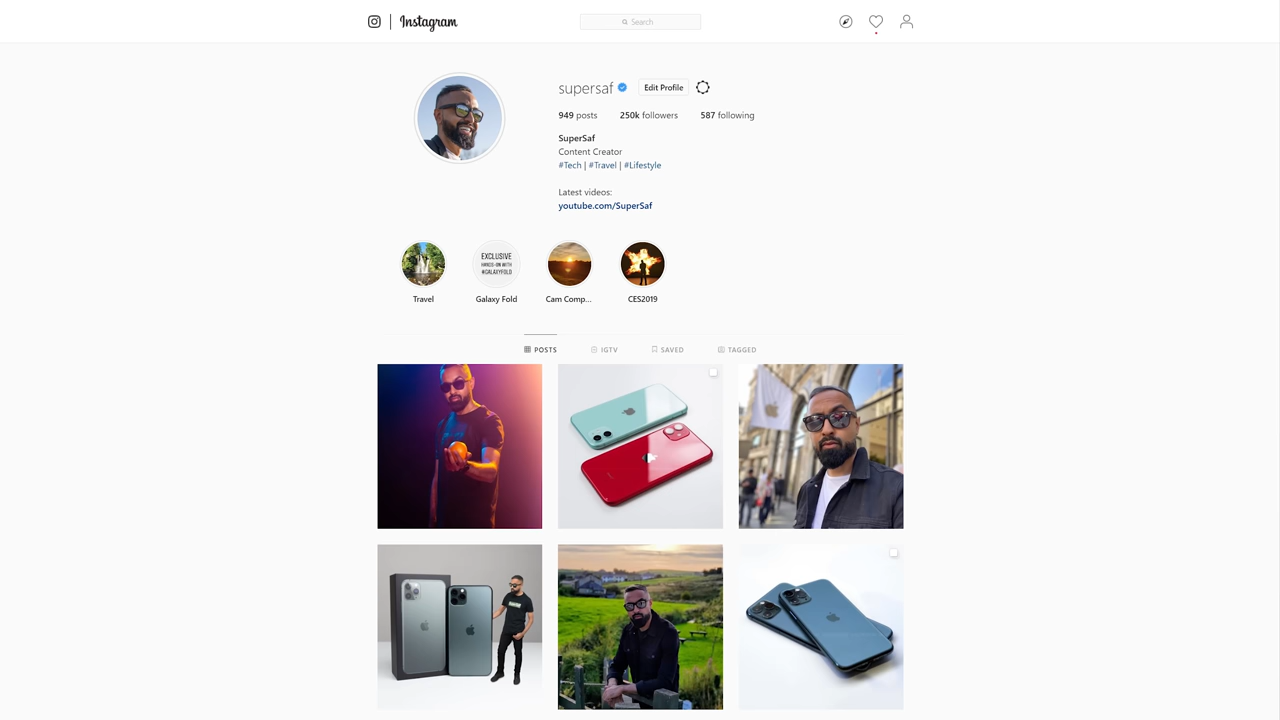 Instagram
Search
supersaf
Edit Profile
949 posts 250k followers 587 following
SuperSaf
Content Creator
#Tech | #Travel | #Lifestyle
Latest videos:
youtube.com/SuperSaf
EXCLUSIVE
HANDS-ON WITH
#GALAXYFOLD
Travel Galaxy Fold Cam Comp... CES2019
POSTS IGTV SAVED TAGGED